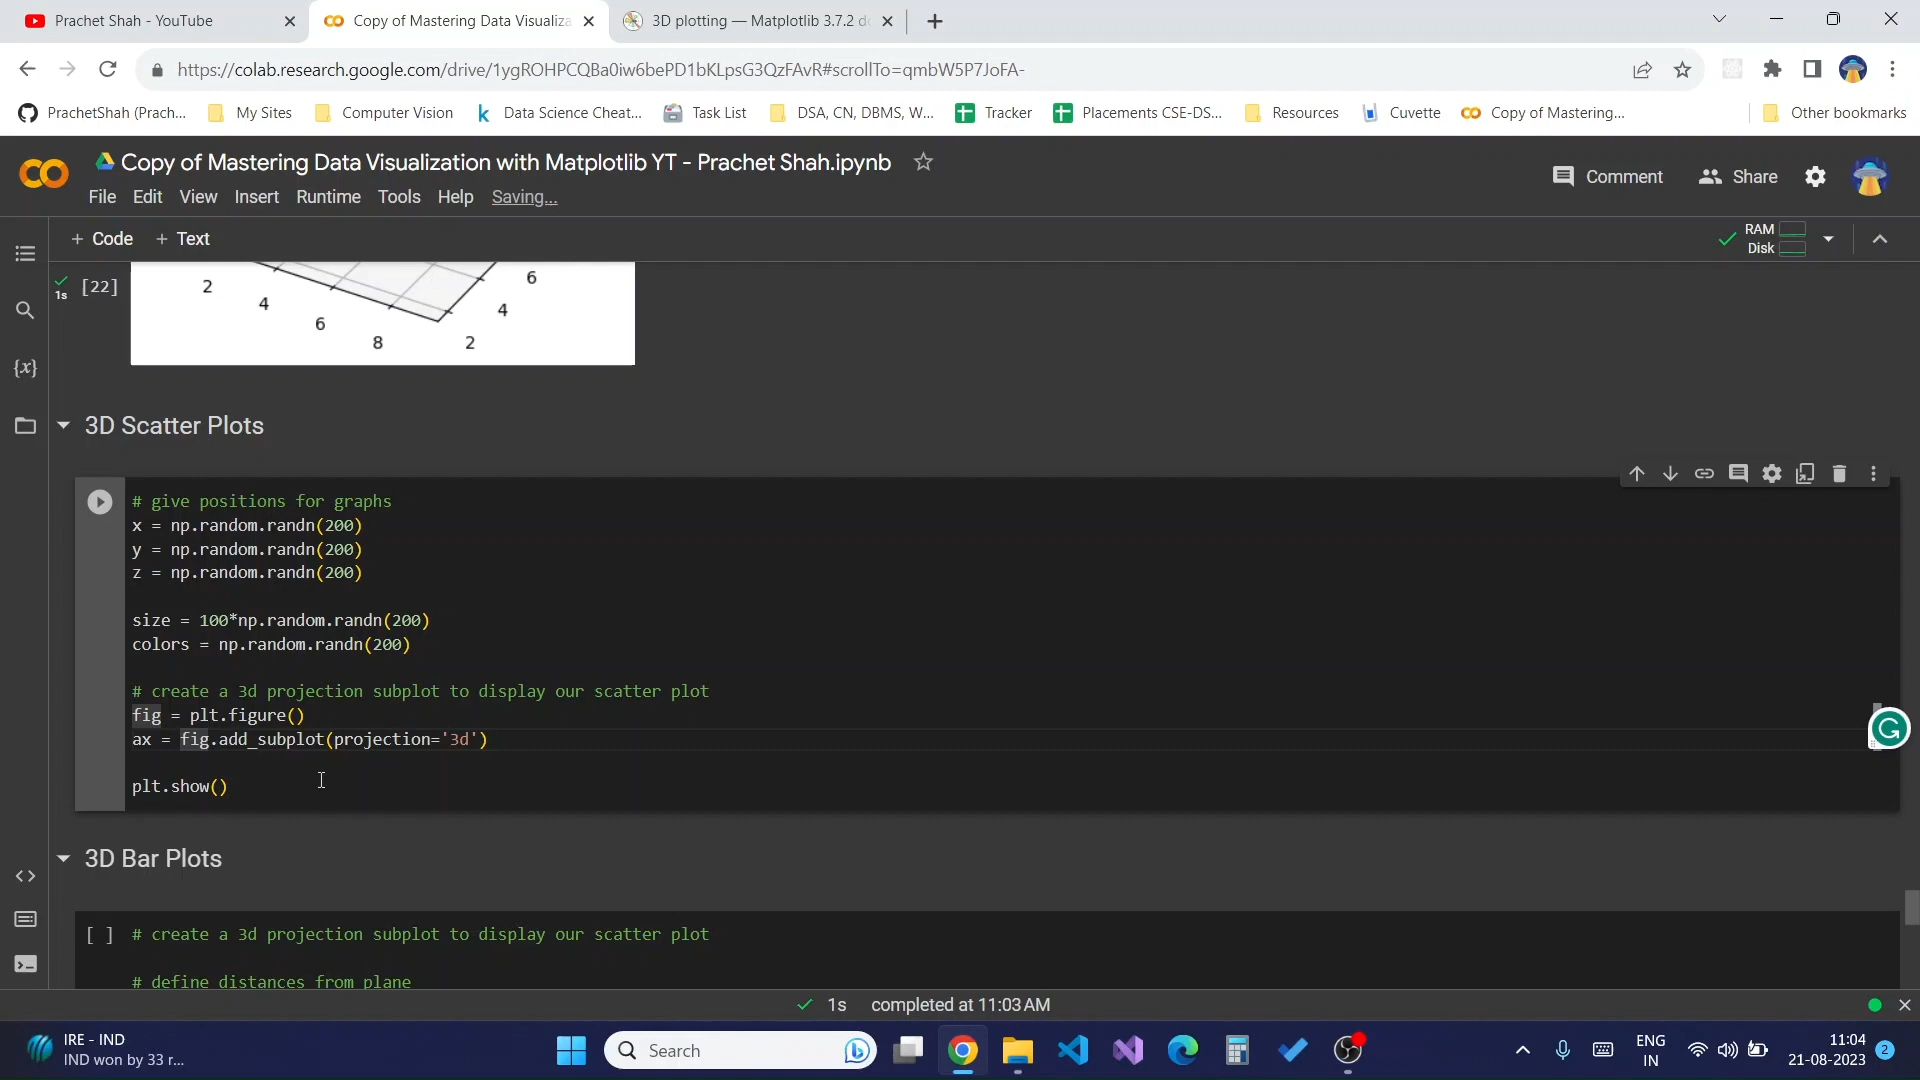 Prachet Shah - YouTube
Copy of Mastering Data Visualiza
3D plotting — Matplotlib 3.7.2 d
https://colab.research.google.com/drive/1ygROHPCQBa0iw6bePD1bKLpsG3QzFAvR#scrollTo=qmbW5P7JoFA-
PrachetShah (Prach...
My Sites
Computer Vision
Data Science Cheat...
Task List
DSA, CN, DBMS, W...
Tracker
Placements CSE-DS...
Resources
Cuvette
Copy of Mastering...
Other bookmarks
Copy of Mastering Data Visualization with Matplotlib YT - Prachet Shah.ipynb
Comment
Share
File Edit View Insert Runtime Tools Help Saving...
+ Code + Text
RAM
Disk
1s
[22]
2
4
6
8
2
4
6
3D Scatter Plots
# give positions for graphs
x = np.random.randn(200)
y = np.random.randn(200)
z = np.random.randn(200)
size = 100*np.random.randn(200)
colors = np.random.randn(200)
# create a 3d projection subplot to display our scatter plot
fig = plt.figure()
ax = fig.add_subplot(projection='3d')
plt.show()
3D Bar Plots
[ ] # create a 3d projection subplot to display our scatter plot
# define distances from plane
1s completed at 11:03 AM
IRE - IND
IND won by 33 r...
Search
ENG
IN
11:04
21-08-2023
2